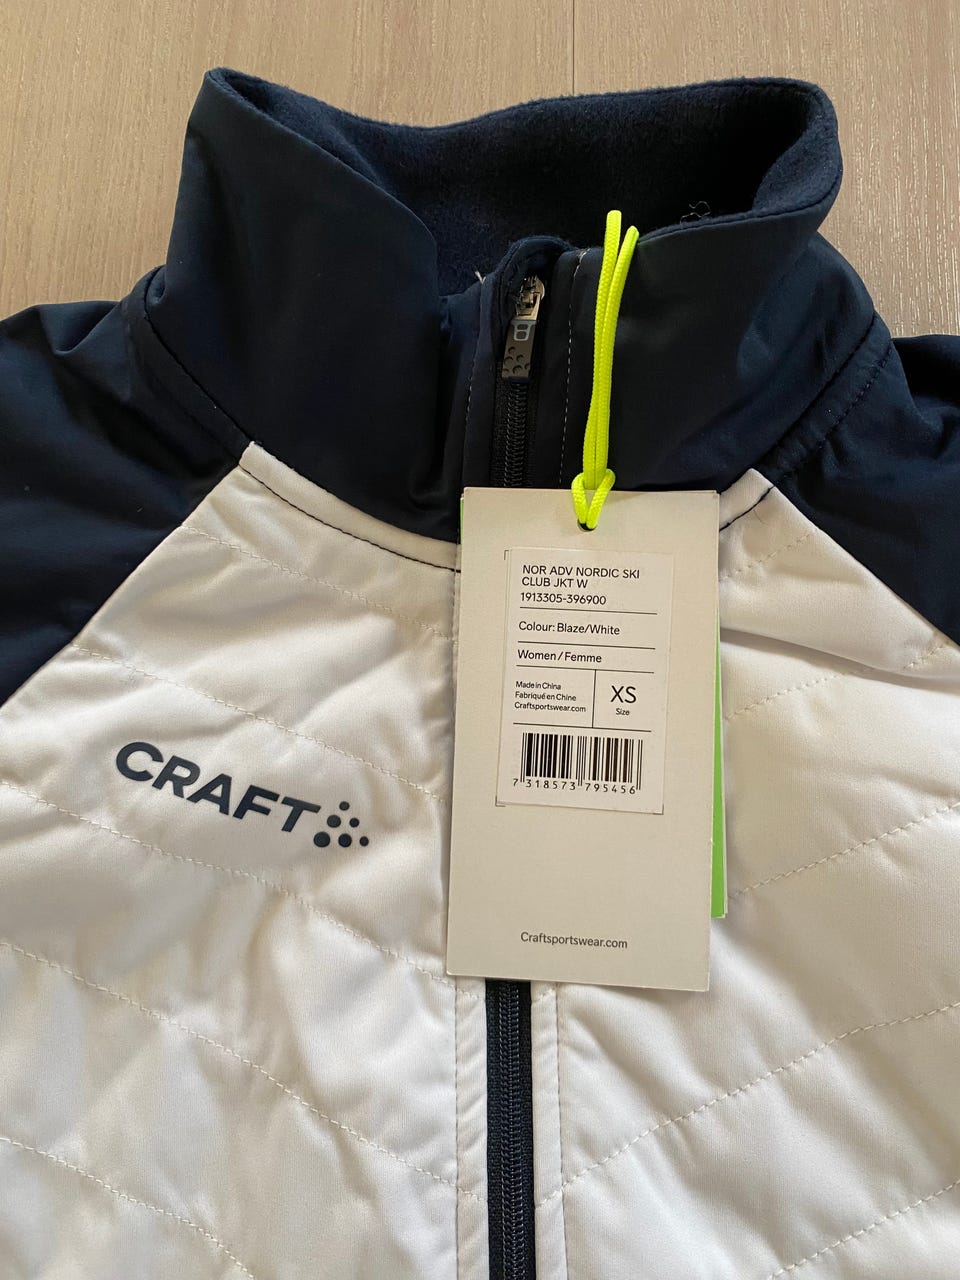 NOR ADV NORDIC SKI
CLUB JKT W
1913305-396900
Colour: Blaze/White
Women / Femme
Made in China
Fabriqué en Chine
Craftsportswear.com
XS
Size
7 318573 795456
CRAFT
Craftsportswear.com